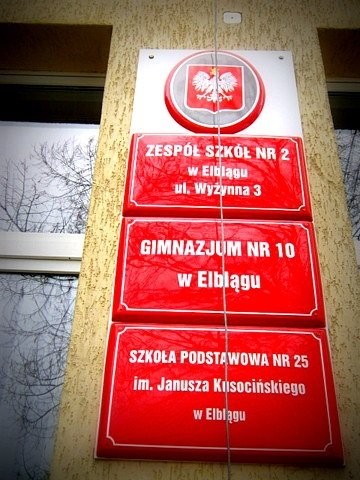 ZESPÓŁ SZKÓŁ NR 2
w Elblągu
ul. Wyżynna 3
GIMNAZJUM NR 10
w Elblągu
SZKOŁA PODSTAWOWA NR 25
im. Janusza Kusocińskiego
w Elblągu